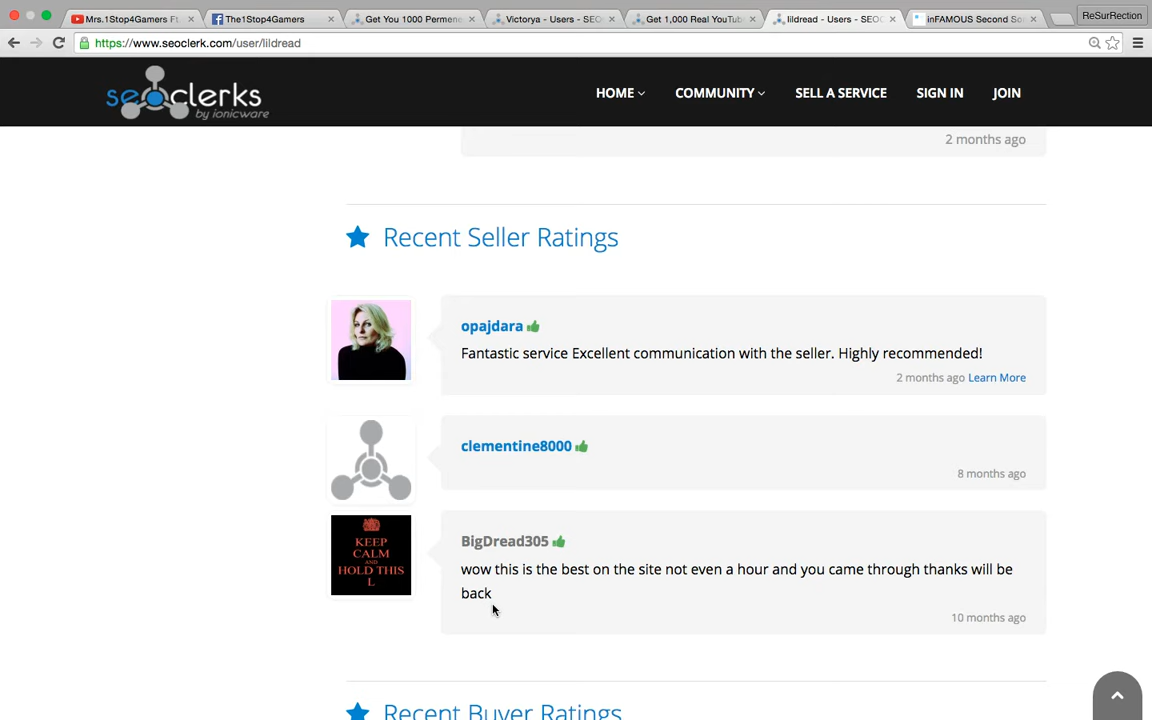 Mrs.1Stop4Gamers Ft
The1Stop4Gamers
Get You 1000 Permene
Victorya - Users - SEO
Get 1,000 Real YouTub
lildread - Users - SEO
inFAMOUS Second So
ReSurRection
https://www.seoclerk.com/user/lildread
seoclerks
by ionicware
HOME
COMMUNITY
SELL A SERVICE
SIGN IN
JOIN
2 months ago
Recent Seller Ratings
opajdara
Fantastic service Excellent communication with the seller. Highly recommended!
2 months ago Learn More
clementine8000
8 months ago
KEEP
CALM
AND
HOLD THIS
L
BigDread305
wow this is the best on the site not even a hour and you came through thanks will be
back
10 months ago
Recent Buyer Ratings